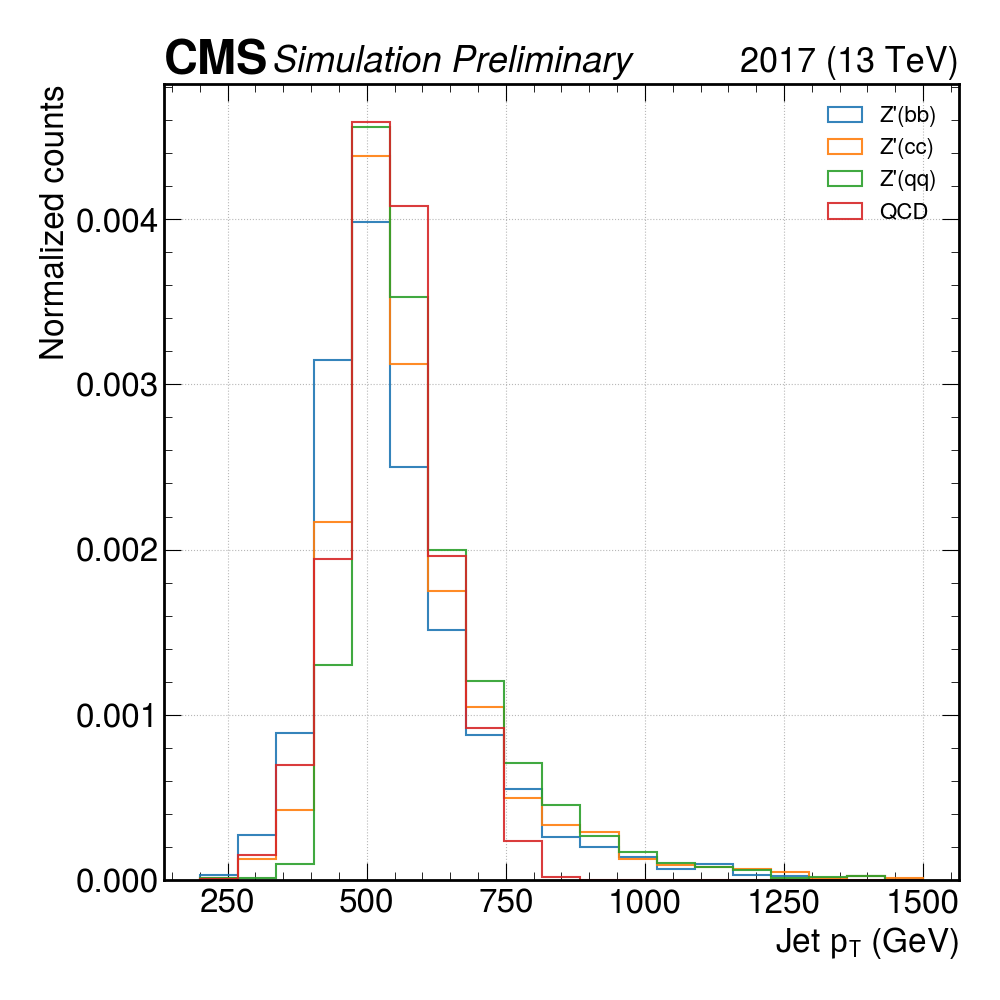 CMS Simulation Preliminary 2017 (13 TeV)
Normalized counts
Z'(bb)
Z'(cc)
Z'(qq)
QCD
0.004
0.003
0.002
0.001
0.000
250 500 750 1000 1250 1500
Jet pT (GeV)